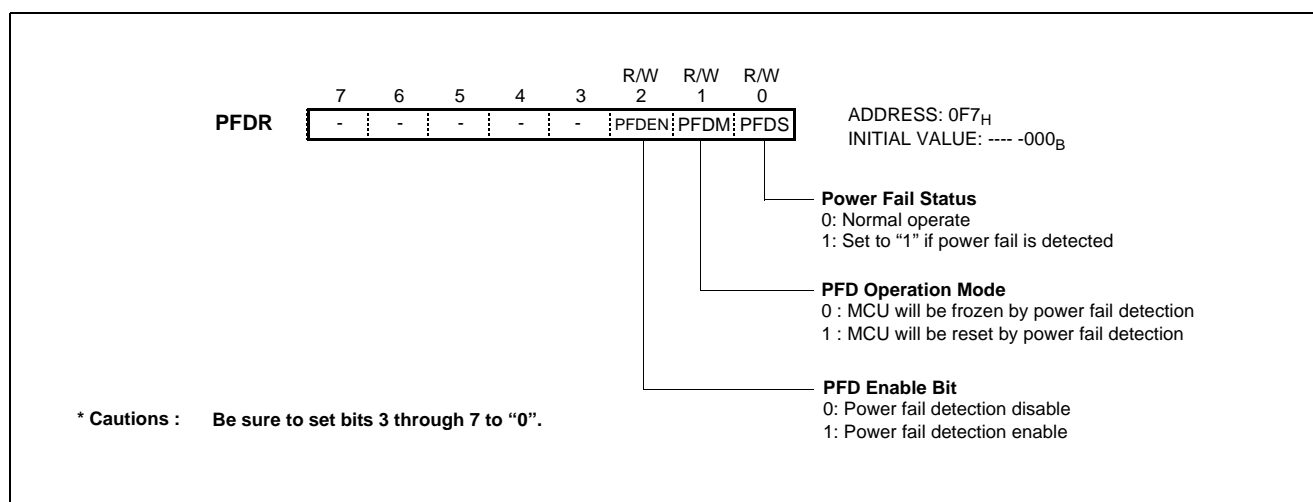 R/W R/W R/W
7 6 5 4 3 2 1 0
PFDR - - - - - PFDEN PFDM PFDS
ADDRESS: 0F7H
INITIAL VALUE: ---- -000B
Power Fail Status
0: Normal operate
1: Set to “1” if power fail is detected
PFD Operation Mode
0 : MCU will be frozen by power fail detection
1 : MCU will be reset by power fail detection
PFD Enable Bit
0: Power fail detection disable
1: Power fail detection enable
* Cautions : Be sure to set bits 3 through 7 to “0”.